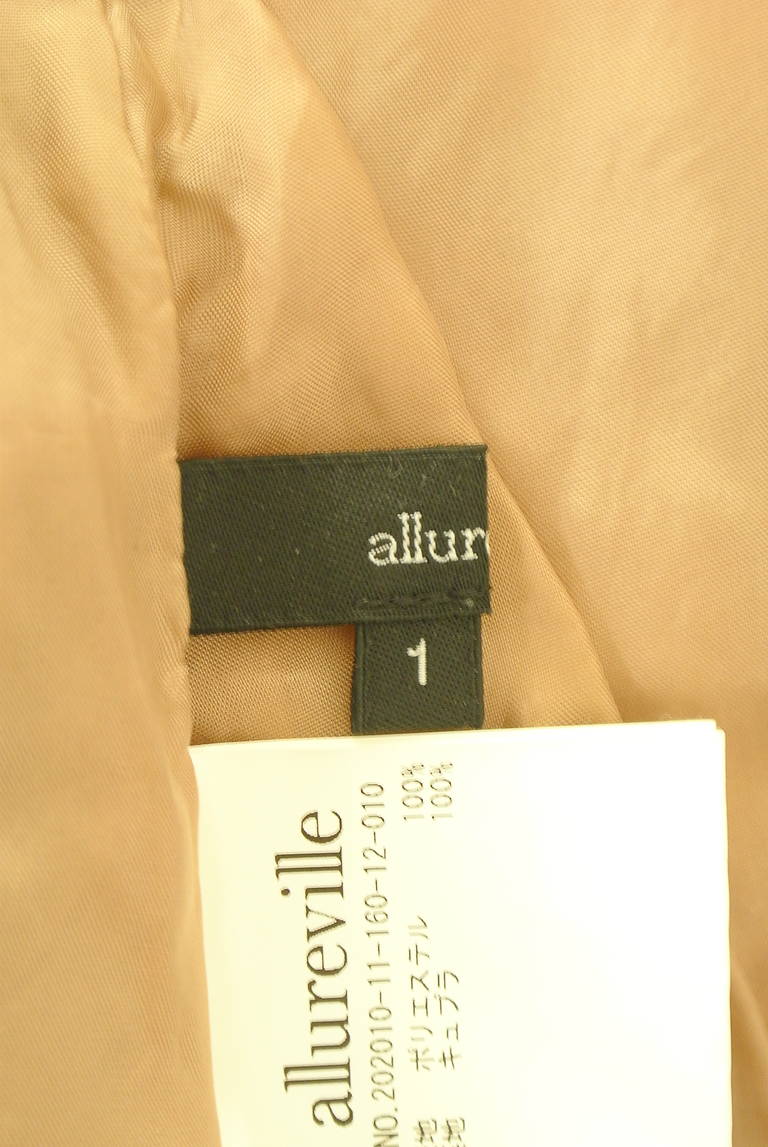 allur
1
allureville
NO.202010-11-160-12-010
地 ポリエステル 100%
地 キュプラ 100%